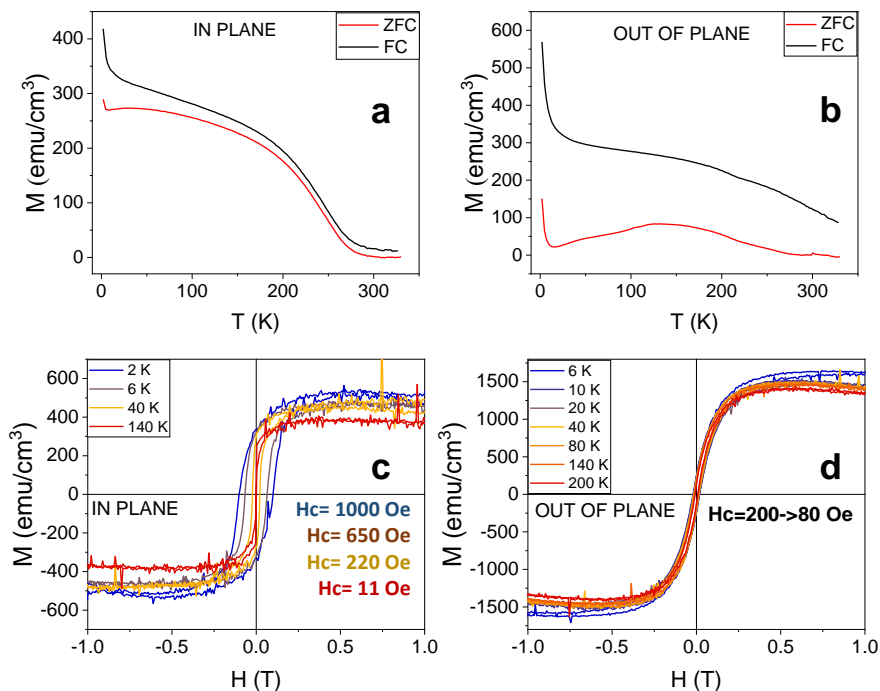 IN PLANE
ZFC
FC
a
400
300
200
100
0
M (emu/cm³)
0 100 200 300
T (K)
OUT OF PLANE
ZFC
FC
b
600
500
400
300
200
100
0
M (emu/cm³)
0 100 200 300
T (K)
2 K
6 K
40 K
140 K
c
IN PLANE
Hc= 1000 Oe
Hc= 650 Oe
Hc= 220 Oe
Hc= 11 Oe
600
400
200
0
-200
-400
-600
M (emu/cm³)
-1.0 -0.5 0.0 0.5 1.0
H (T)
6 K
10 K
20 K
40 K
80 K
140 K
200 K
d
OUT OF PLANE
Hc=200->80 Oe
1500
1000
500
0
-500
-1000
-1500
M (emu/cm³)
-1.0 -0.5 0.0 0.5 1.0
H (T)